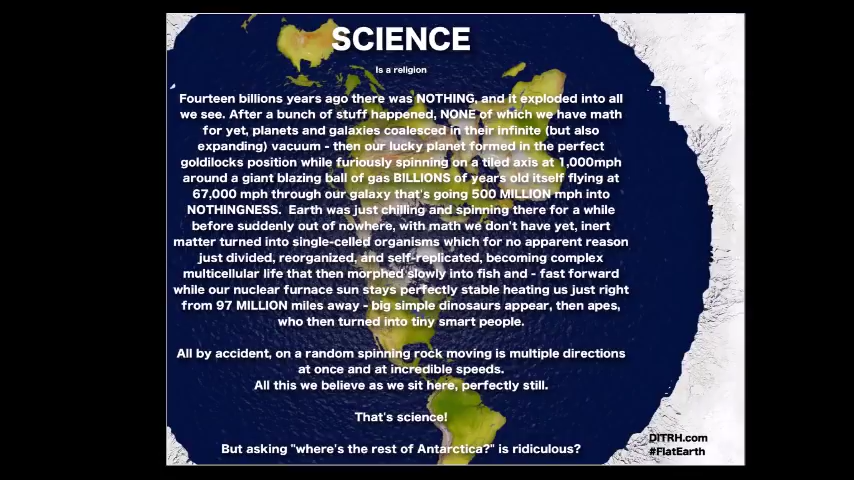 SCIENCE
Is a religion
Fourteen billions years ago there was NOTHING, and it exploded into all
we see. After a bunch of stuff happened, NONE of which we have math
for yet, planets and galaxies coalesced in their infinite (but also
expanding) vacuum - then our lucky planet formed in the perfect
goldilocks position while furiously spinning on a tiled axis at 1,000mph
around a giant blazing ball of gas BILLIONS of years old itself flying at
67,000 mph through our galaxy that's going 500 MILLION mph into
NOTHINGNESS. Earth was just chilling and spinning there for a while
before suddenly out of nowhere, with math we don't have yet, inert
matter turned into single-celled organisms which for no apparent reason
just divided, reorganized, and self-replicated, becoming complex
multicellular life that then morphed slowly into fish and - fast forward
while our nuclear furnace sun stays perfectly stable heating us just right
from 97 MILLION miles away - big simple dinosaurs appear, then apes,
who then turned into tiny smart people.
All by accident, on a random spinning rock moving is multiple directions
at once and at incredible speeds.
All this we believe as we sit here, perfectly still.
That's science!
But asking "where's the rest of Antarctica?" is ridiculous?
DITRH.com
#FlatEarth